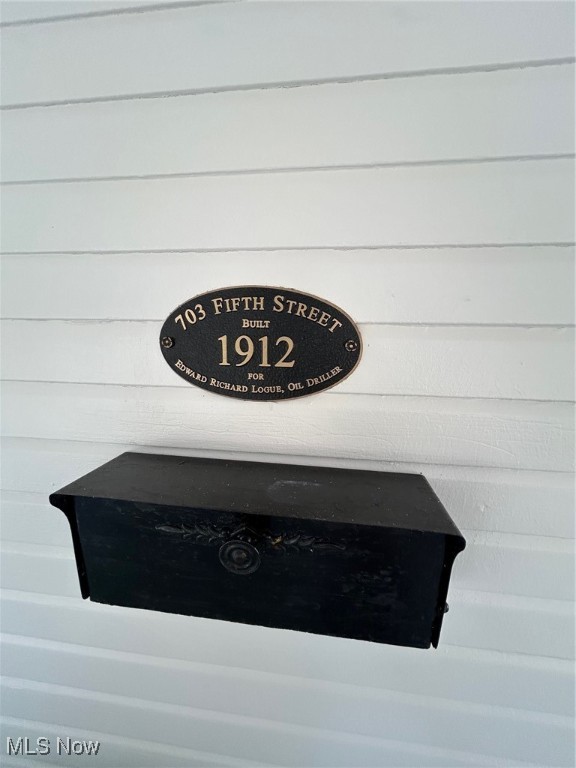 703 Fifth Street
Built
1912
for
Edward Richard Logue, Oil Driller
MLS Now